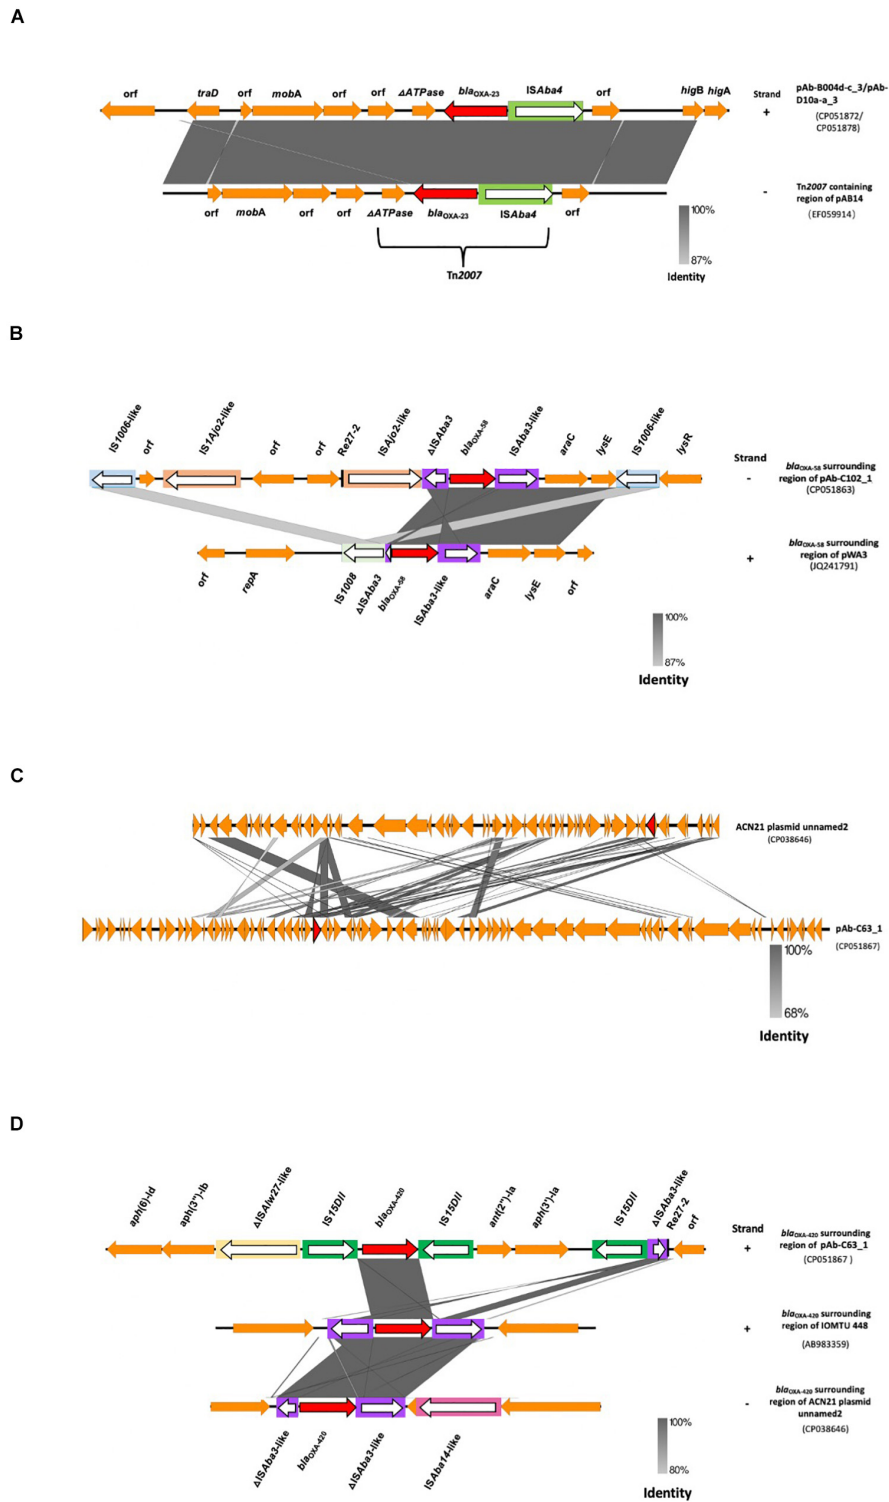 A
orf traD orf mobA orf orf ΔATPase blaOXA-23 ISAba4 orf higB higA
Strand
+
pAb-B004d-c_3/pAb-
D10a-a_3
(CP051872/
CP051878)
orf mobA orf orf ΔATPase blaOXA-23 ISAba4 orf
-
Tn2007 containing
region of pAB14
(EF059914)
Tn2007
100%
87%
Identity
B
IS1006-like orf IS1Ajo2-like orf orf Re27-2 ISAjo2-like ΔISAba3 blaOXA-58 ISAba3-like araC lysE IS1006-like lysR
Strand
-
blaOXA-58 surrounding
region of pAb-C102_1
(CP051863)
orf repA IS1008 ΔISAba3 blaOXA-58 ISAba3-like araC lysE orf
+
blaOXA-58 surrounding
region of pWA3
(JQ241791)
100%
87%
Identity
C
ACN21 plasmid unnamed2
(CP038646)
pAb-C63_1
(CP051867)
100%
68%
Identity
D
aph(6)-Id aph(3'')-Ib ΔISAlw27-like IS15DII blaOXA-420 IS15DII ant(2'')-Ia aph(3')-Ia IS15DII ΔISAba3-like Re27-2 orf
Strand
+
blaOXA-420 surrounding
region of pAb-C63_1
(CP051867 )
+
blaOXA-420 surrounding
region of IOMTU 448
(AB983359)
-
blaOXA-420 surrounding
region of ACN21 plasmid
unnamed2
(CP038646)
ΔISAba3-like blaOXA-420 ΔISAba3-like ISAba14-like
100%
80%
Identity